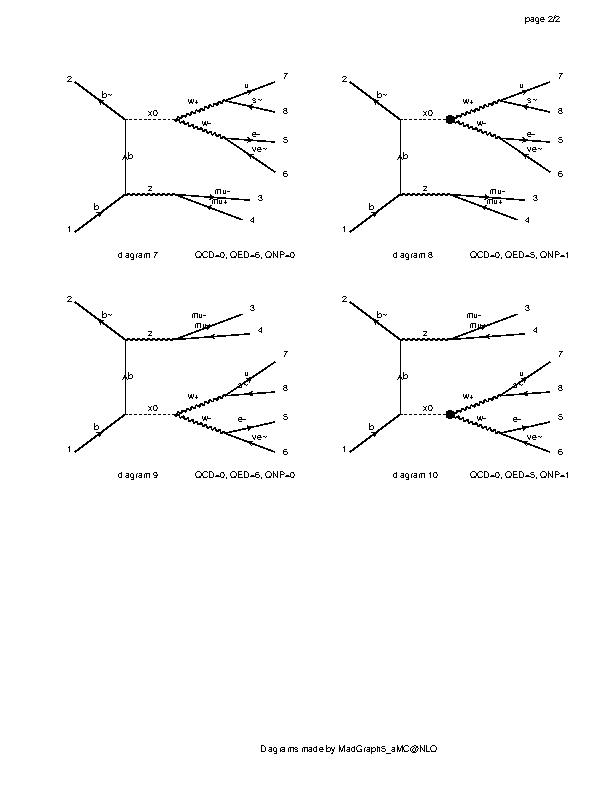 page 2/2
2
b~
x0
w+
u
7
s~
8
w-
e-
5
ve~
6
b
z
mu-
3
mu+
4
b
1
diagram 7 QCD=0, QED=6, QNP=0
2
b~
x0
w+
u
7
s~
8
w-
e-
5
ve~
6
b
z
mu-
3
mu+
4
b
1
diagram 8 QCD=0, QED=5, QNP=1
2
b~
z
mu-
3
4
b
u
7
w+
8
x0
w-
e-
5
ve~
6
b
1
diagram 9 QCD=0, QED=6, QNP=0
2
b~
z
mu-
3
4
b
u
7
w+
8
x0
w-
e-
5
ve~
6
b
1
diagram 10 QCD=0, QED=5, QNP=1
Diagrams made by MadGraph5_aMC@NLO